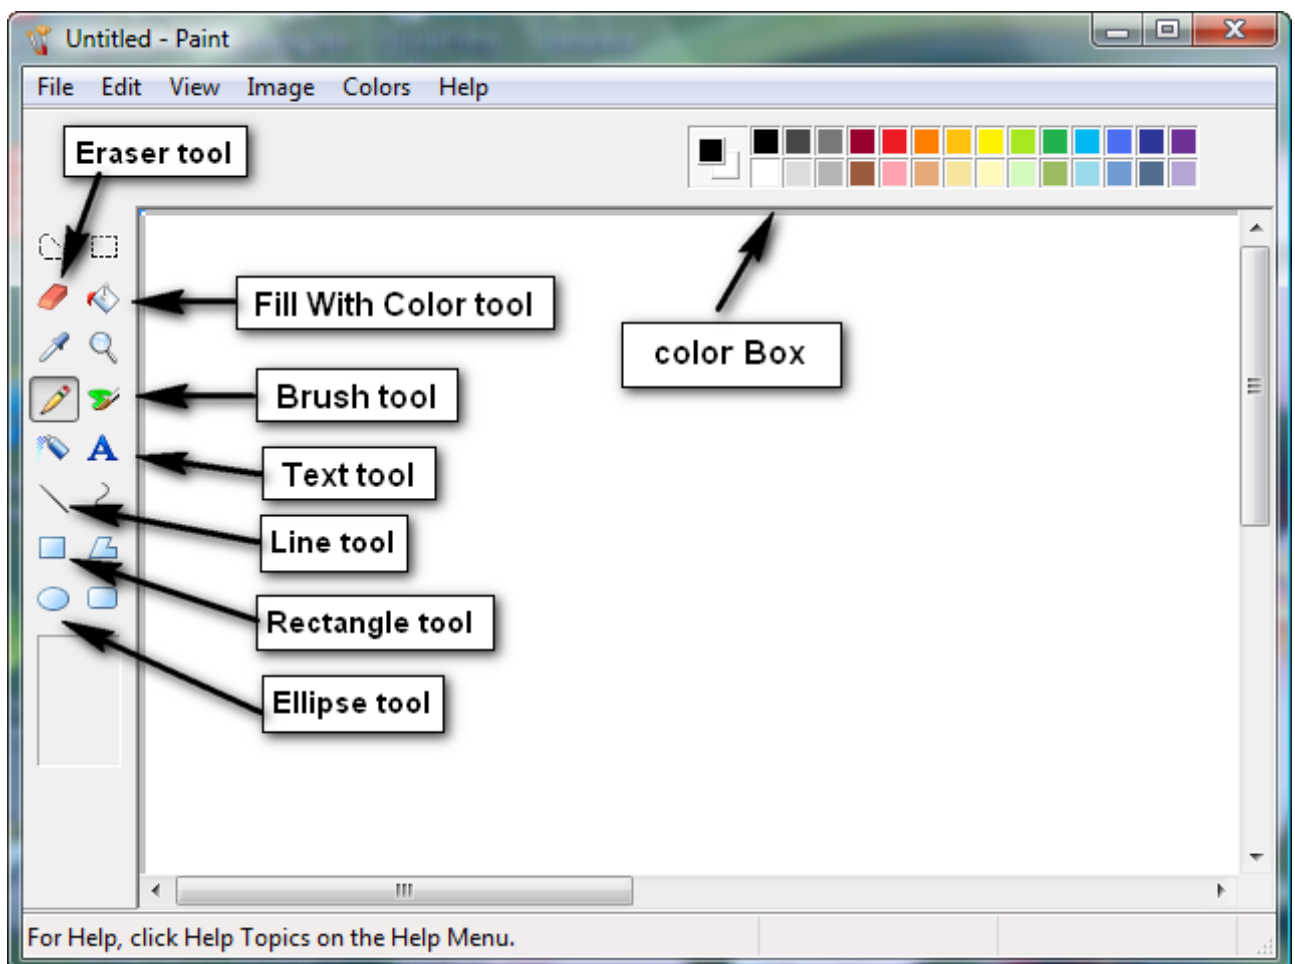 Untitled - Paint
File Edit View Image Colors Help
Eraser tool
Fill With Color tool
color Box
Brush tool
A
Text tool
Line tool
Rectangle tool
Ellipse tool
For Help, click Help Topics on the Help Menu.